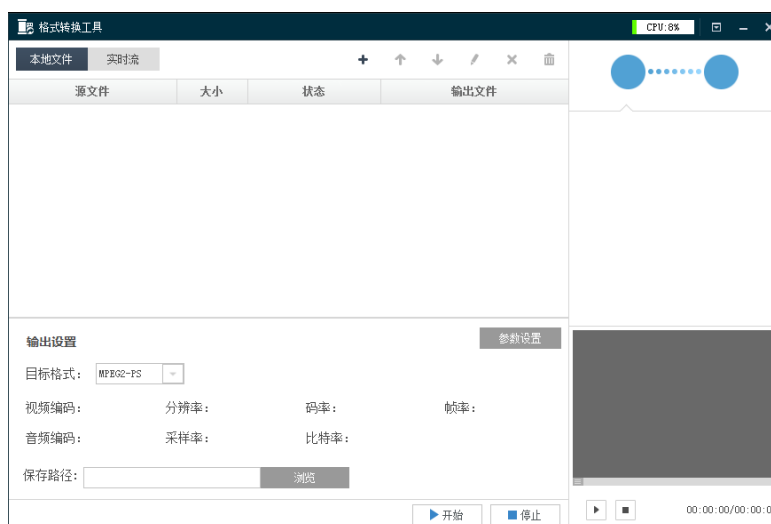 格式转换工具 CPU:8%
本地文件 实时流
源文件 大小 状态 输出文件
输出设置 参数设置
目标格式: MPEG2-PS
视频编码: 分辨率: 码率: 帧率:
音频编码: 采样率: 比特率:
保存路径: 浏览
开始 停止 00:00:00/00:00:0